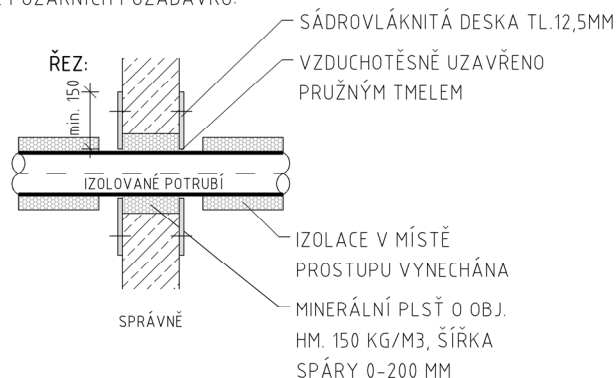 POŽÁRNÍCH POŽADAVKŮ:
SÁDROVLÁKNITÁ DESKA TL.12,5MM
ŘEZ:
VZDUCHOTĚSNĚ UZAVŘENO
PRUŽNÝM TMELEM
min. 150
IZOLOVANÉ POTRUBÍ
IZOLACE V MÍSTĚ
PROSTUPU VYNECHÁNA
SPRÁVNĚ
MINERÁLNÍ PLSŤ O OBJ.
HM. 150 KG/M3, ŠÍŘKA
SPÁRY 0-200 MM